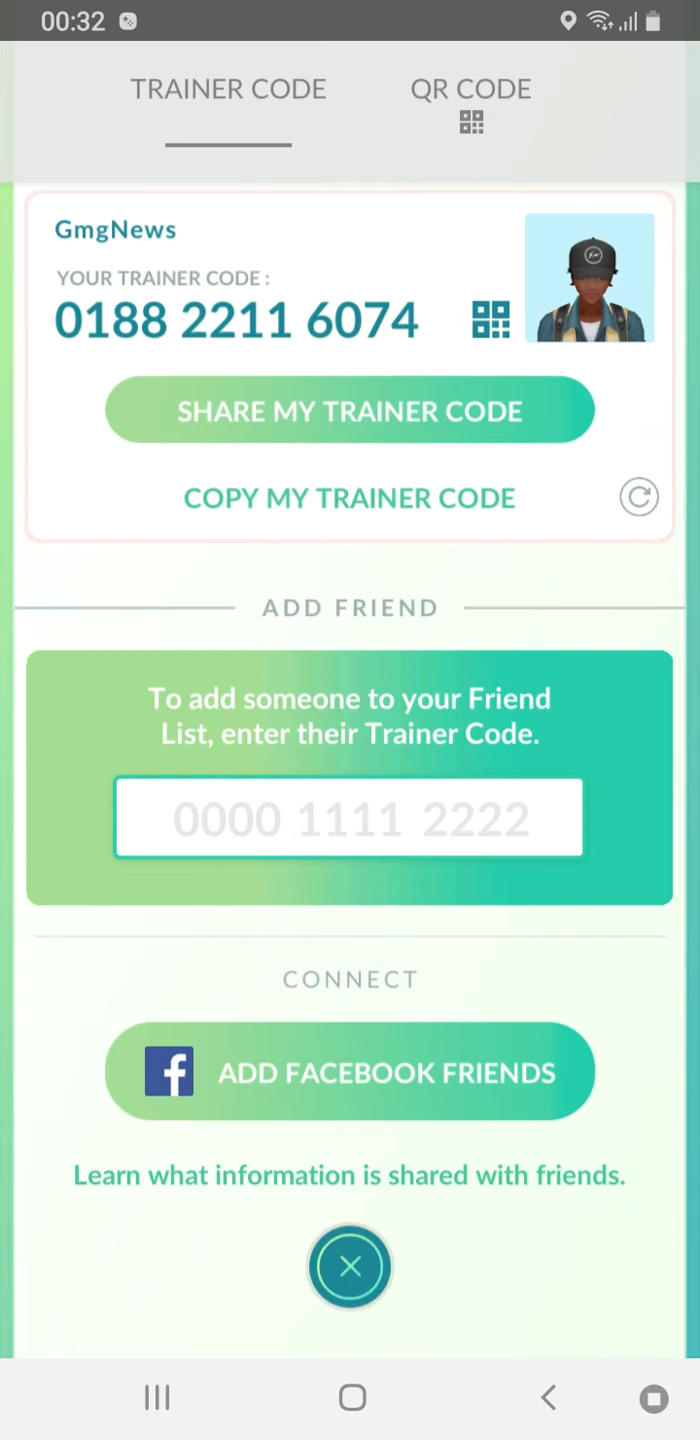 00:32
TRAINER CODE
QR CODE
GmgNews
YOUR TRAINER CODE :
0188 2211 6074
SHARE MY TRAINER CODE
COPY MY TRAINER CODE
ADD FRIEND
To add someone to your Friend
List, enter their Trainer Code.
0000 1111 2222
CONNECT
f ADD FACEBOOK FRIENDS
Learn what information is shared with friends.